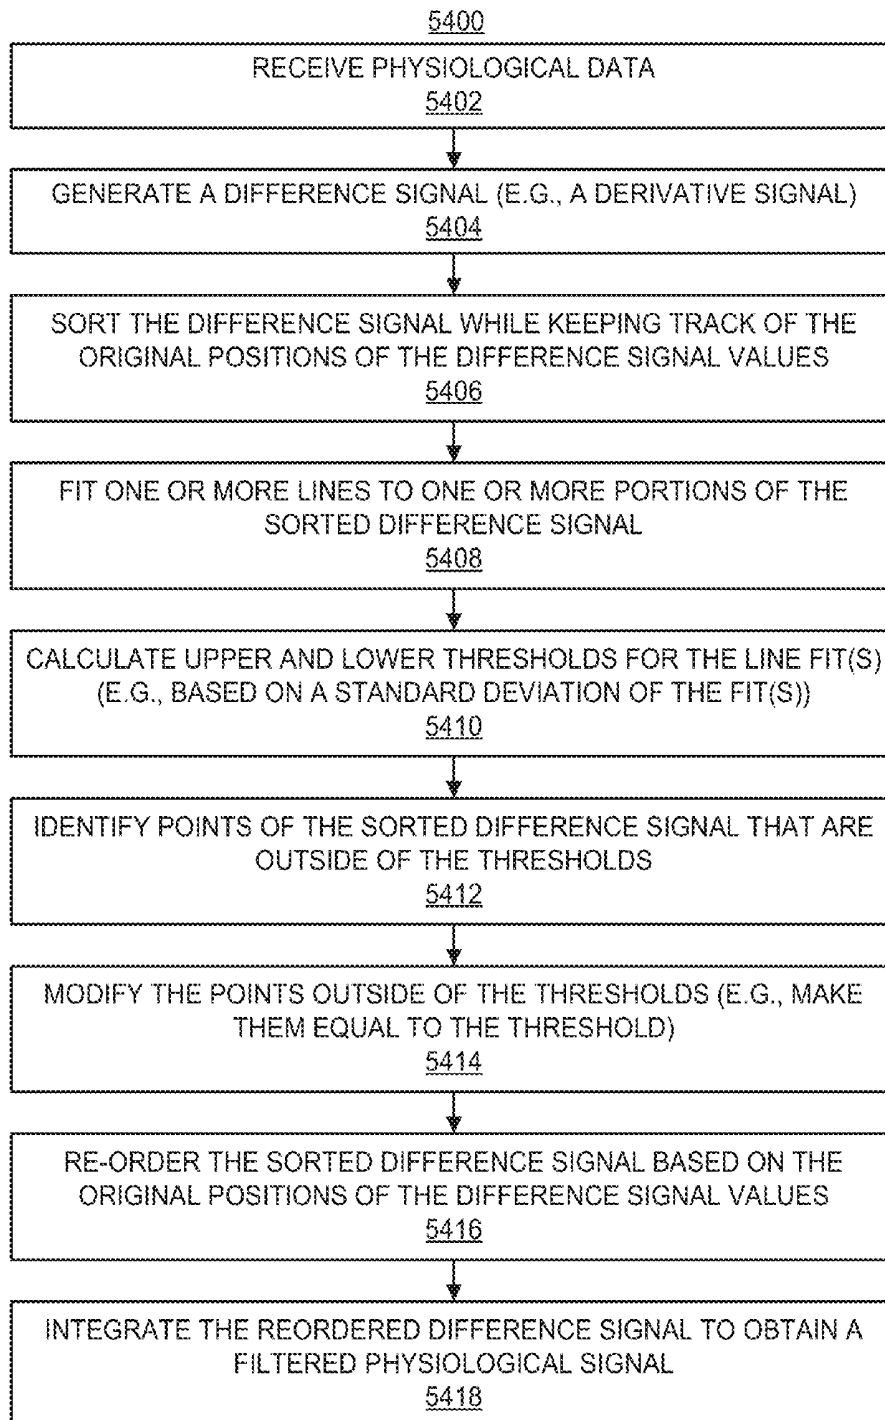 5400
RECEIVE PHYSIOLOGICAL DATA
5402
GENERATE A DIFFERENCE SIGNAL (E.G., A DERIVATIVE SIGNAL)
5404
SORT THE DIFFERENCE SIGNAL WHILE KEEPING TRACK OF THE
ORIGINAL POSITIONS OF THE DIFFERENCE SIGNAL VALUES
5406
FIT ONE OR MORE LINES TO ONE OR MORE PORTIONS OF THE
SORTED DIFFERENCE SIGNAL
5408
CALCULATE UPPER AND LOWER THRESHOLDS FOR THE LINE FIT(S)
(E.G., BASED ON A STANDARD DEVIATION OF THE FIT(S))
5410
IDENTIFY POINTS OF THE SORTED DIFFERENCE SIGNAL THAT ARE
OUTSIDE OF THE THRESHOLDS
5412
MODIFY THE POINTS OUTSIDE OF THE THRESHOLDS (E.G., MAKE
THEM EQUAL TO THE THRESHOLD)
5414
RE-ORDER THE SORTED DIFFERENCE SIGNAL BASED ON THE
ORIGINAL POSITIONS OF THE DIFFERENCE SIGNAL VALUES
5416
INTEGRATE THE REORDERED DIFFERENCE SIGNAL TO OBTAIN A
FILTERED PHYSIOLOGICAL SIGNAL
5418